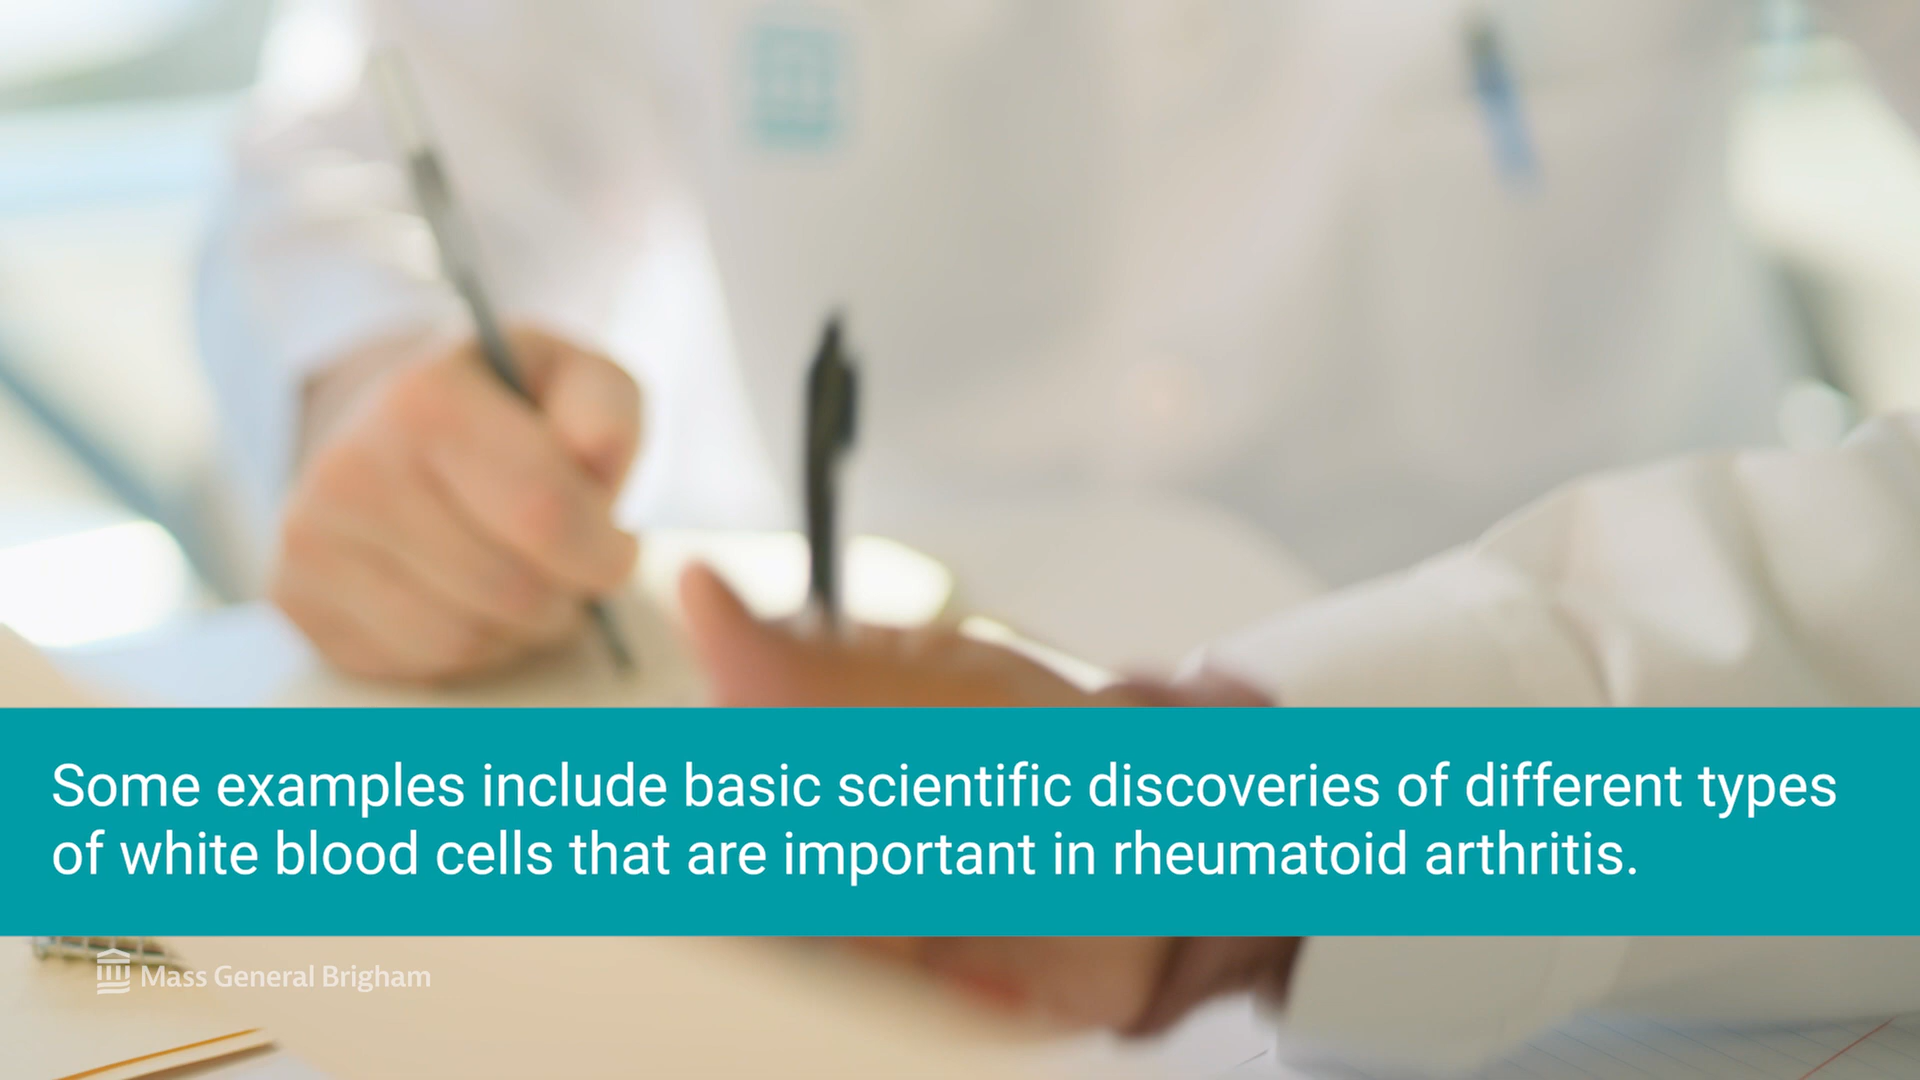 Some examples include basic scientific discoveries of different types
of white blood cells that are important in rheumatoid arthritis.
Mass General Brigham